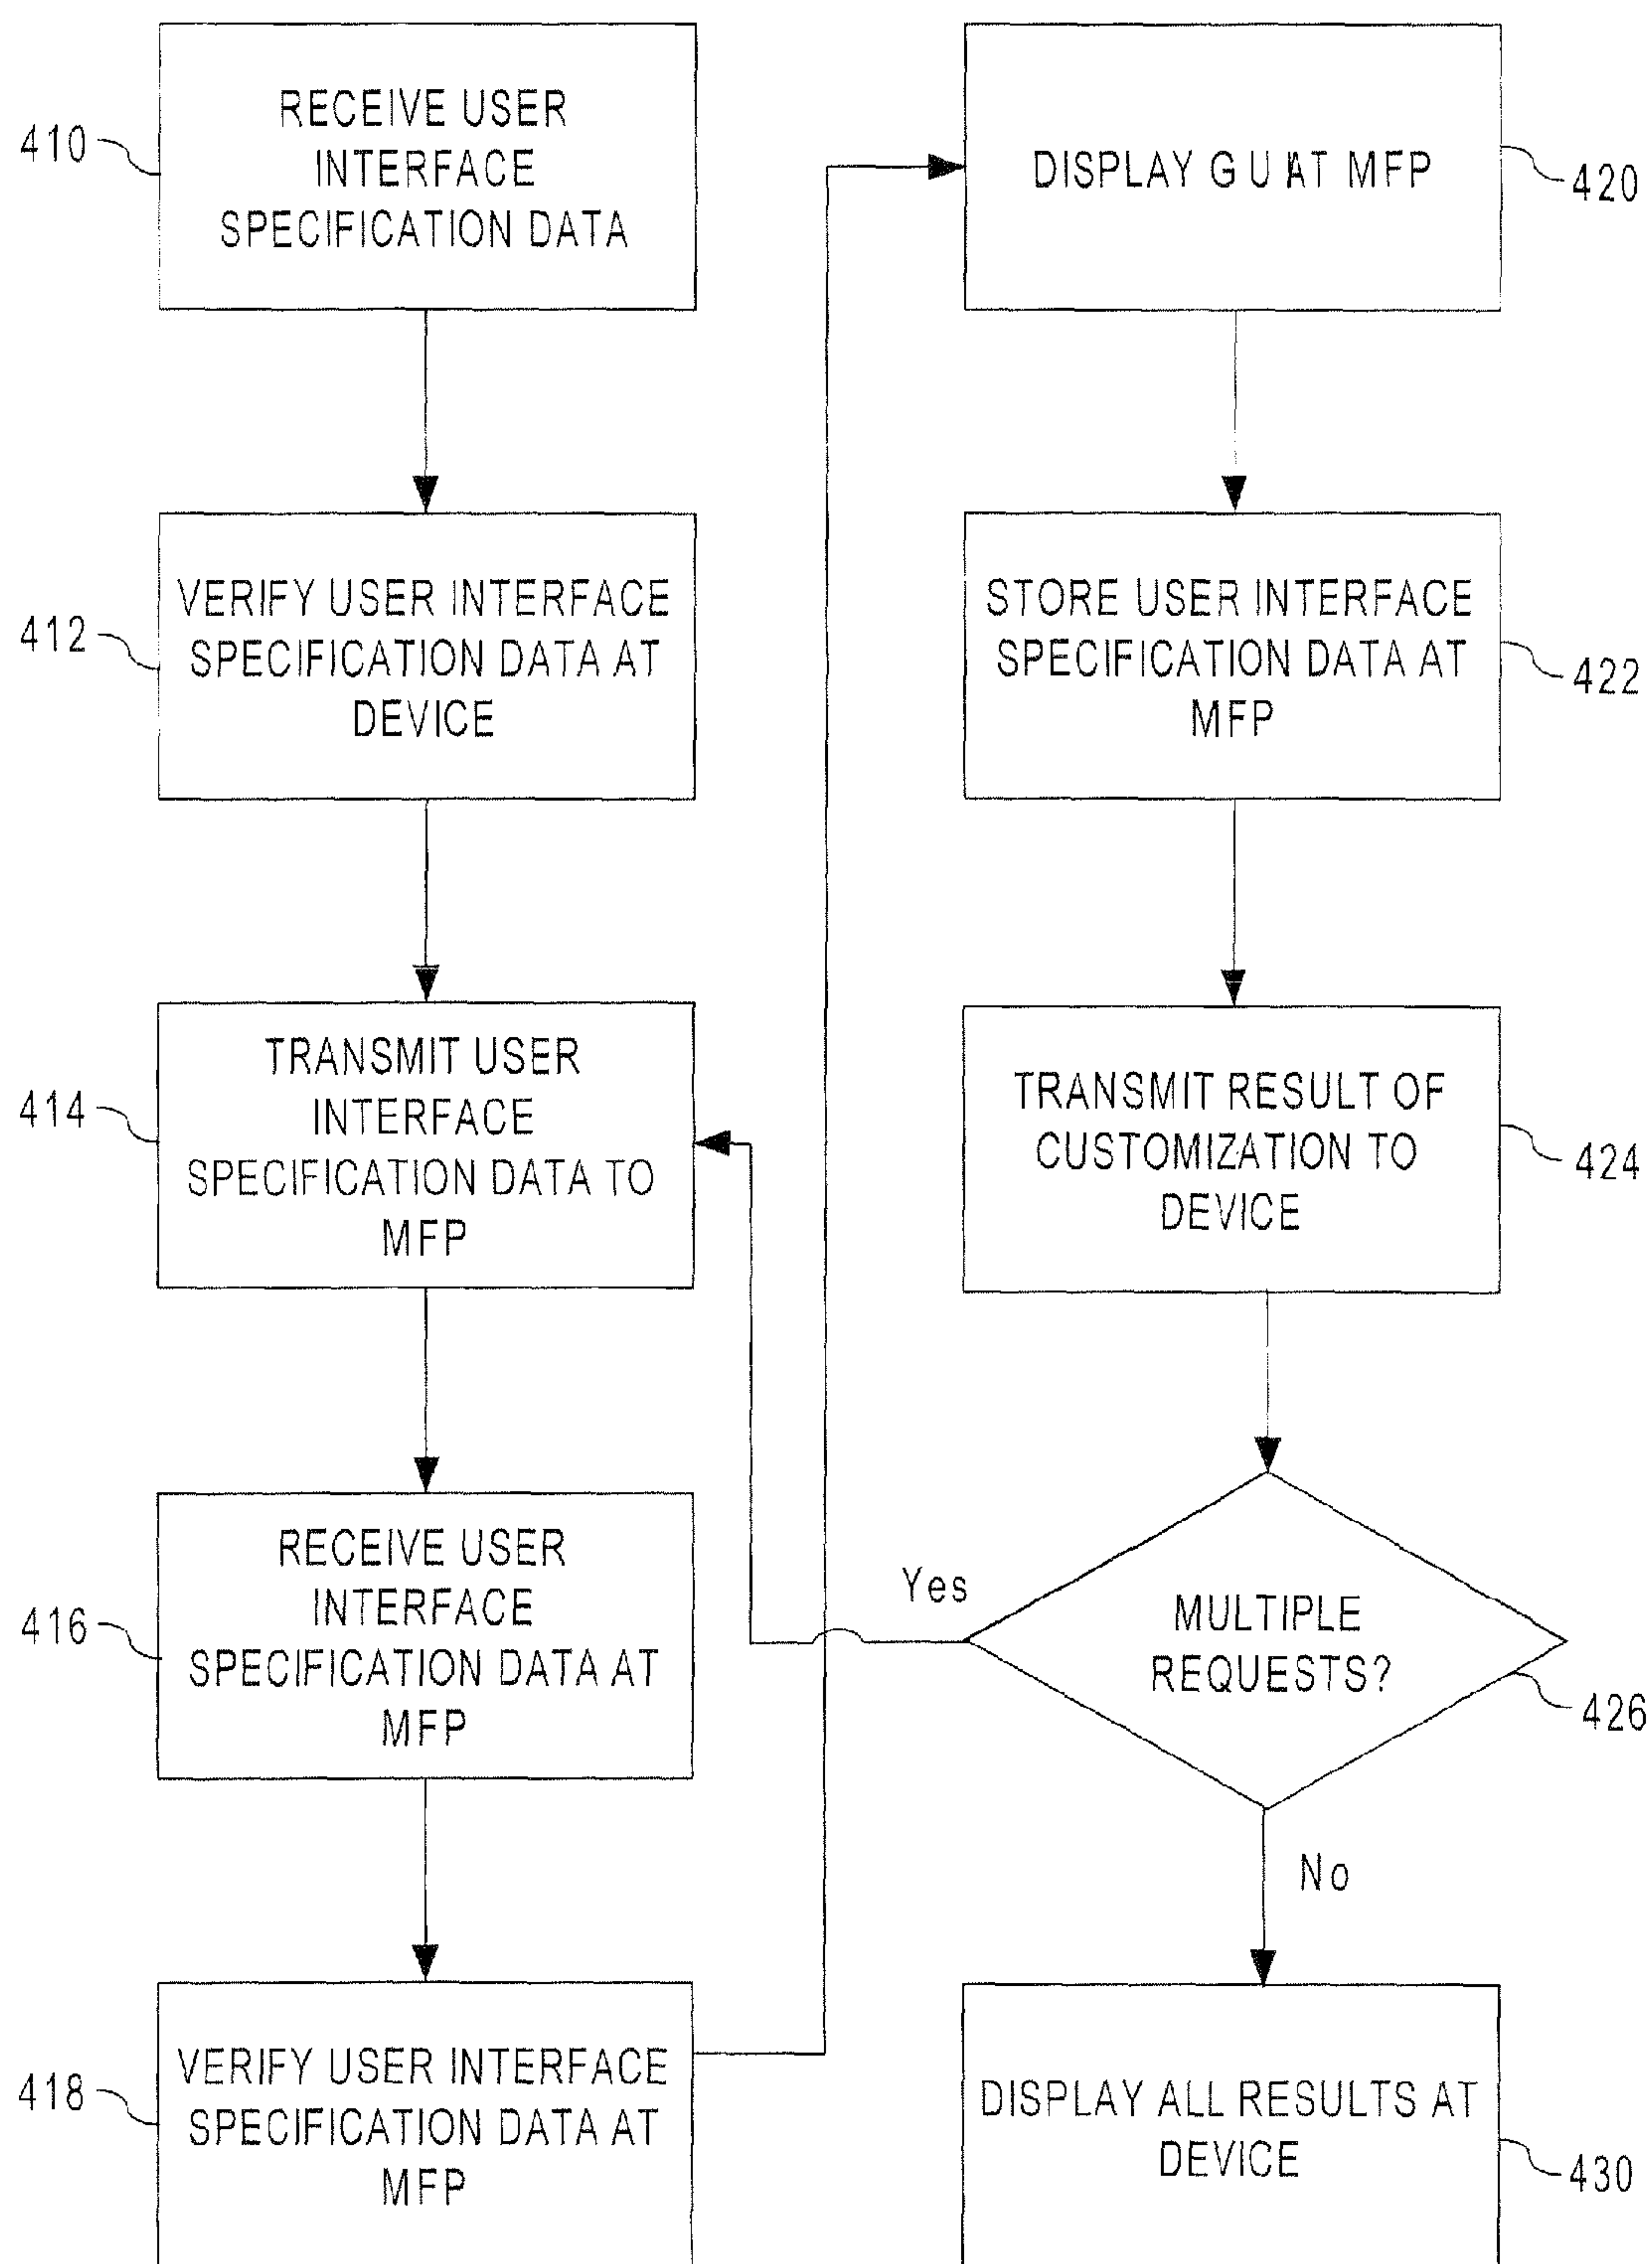 410
RECEIVE USER
INTERFACE
SPECIFICATION DATA
412
VERIFY USER INTERFACE
SPECIFICATION DATA AT
DEVICE
414
TRANSMIT USER
INTERFACE
SPECIFICATION DATA TO
MFP
416
RECEIVE USER
INTERFACE
SPECIFICATION DATA AT
MFP
418
VERIFY USER INTERFACE
SPECIFICATION DATA AT
MFP
DISPLAY GUI AT MFP
420
STORE USER INTERFACE
SPECIFICATION DATA AT
MFP
422
TRANSMIT RESULT OF
CUSTOMIZATION TO
DEVICE
424
Yes
MULTIPLE
REQUESTS?
426
No
DISPLAY ALL RESULTS AT
DEVICE
430